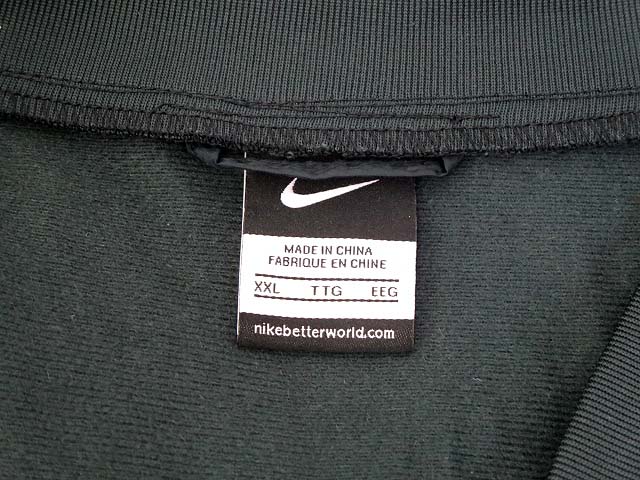 MADE IN CHINA
FABRIQUE EN CHINE
XXL TTG EEG
nikebetterworld.com